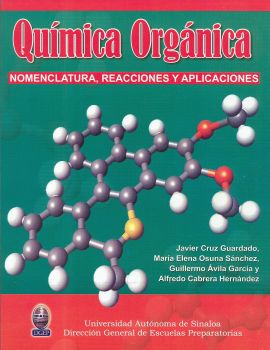 Química Orgánica
NOMENCLATURA, REACCIONES Y APLICACIONES
Javier Cruz Guardado,
María Elena Osuna Sánchez,
Guillermo Ávila García y
Alfredo Cabrera Hernández
DGEP
Universidad Autónoma de Sinaloa
Dirección General de Escuelas Preparatorias